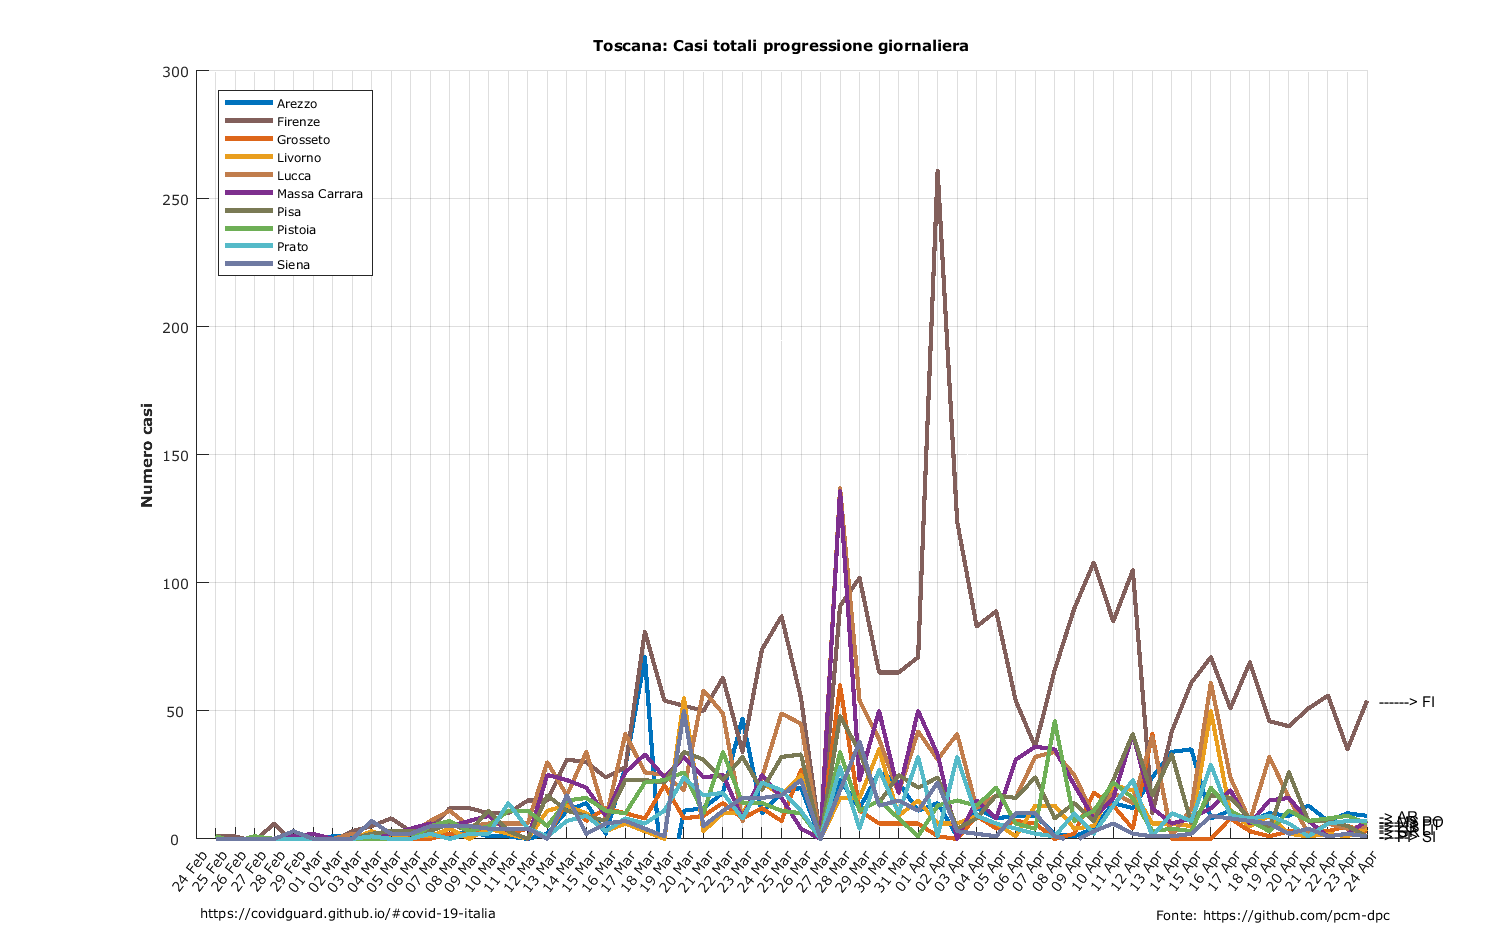 Toscana: Casi totali progressione giornaliera
Numero casi
300
250
200
150
100
50
0
Arezzo
Firenze
Grosseto
Livorno
Lucca
Massa Carrara
Pisa
Pistoia
Prato
Siena
------> FI
24 Feb
25 Feb
26 Feb
27 Feb
28 Feb
29 Feb
01 Mar
02 Mar
03 Mar
04 Mar
05 Mar
06 Mar
07 Mar
08 Mar
09 Mar
10 Mar
11 Mar
12 Mar
13 Mar
14 Mar
15 Mar
16 Mar
17 Mar
18 Mar
19 Mar
20 Mar
21 Mar
22 Mar
23 Mar
24 Mar
25 Mar
26 Mar
27 Mar
28 Mar
29 Mar
30 Mar
31 Mar
01 Apr
02 Apr
03 Apr
04 Apr
05 Apr
06 Apr
07 Apr
08 Apr
09 Apr
10 Apr
11 Apr
12 Apr
13 Apr
14 Apr
15 Apr
16 Apr
17 Apr
18 Apr
19 Apr
20 Apr
21 Apr
22 Apr
23 Apr
24 Apr
https://covidguard.github.io/#covid-19-italia
Fonte: https://github.com/pcm-dpc